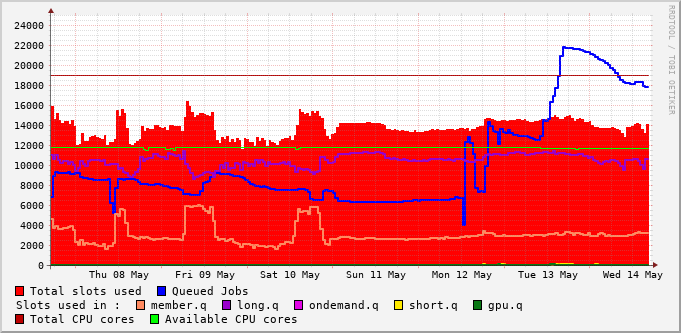 RRDTOOL / TOBI OETIKER
24000
22000
20000
18000
16000
14000
12000
10000
8000
6000
4000
2000
0
Thu 08 May Fri 09 May Sat 10 May Sun 11 May Mon 12 May Tue 13 May Wed 14 May
Total slots used Queued Jobs
Slots used in : member.q long.q ondemand.q short.q gpu.q
Total CPU cores Available CPU cores